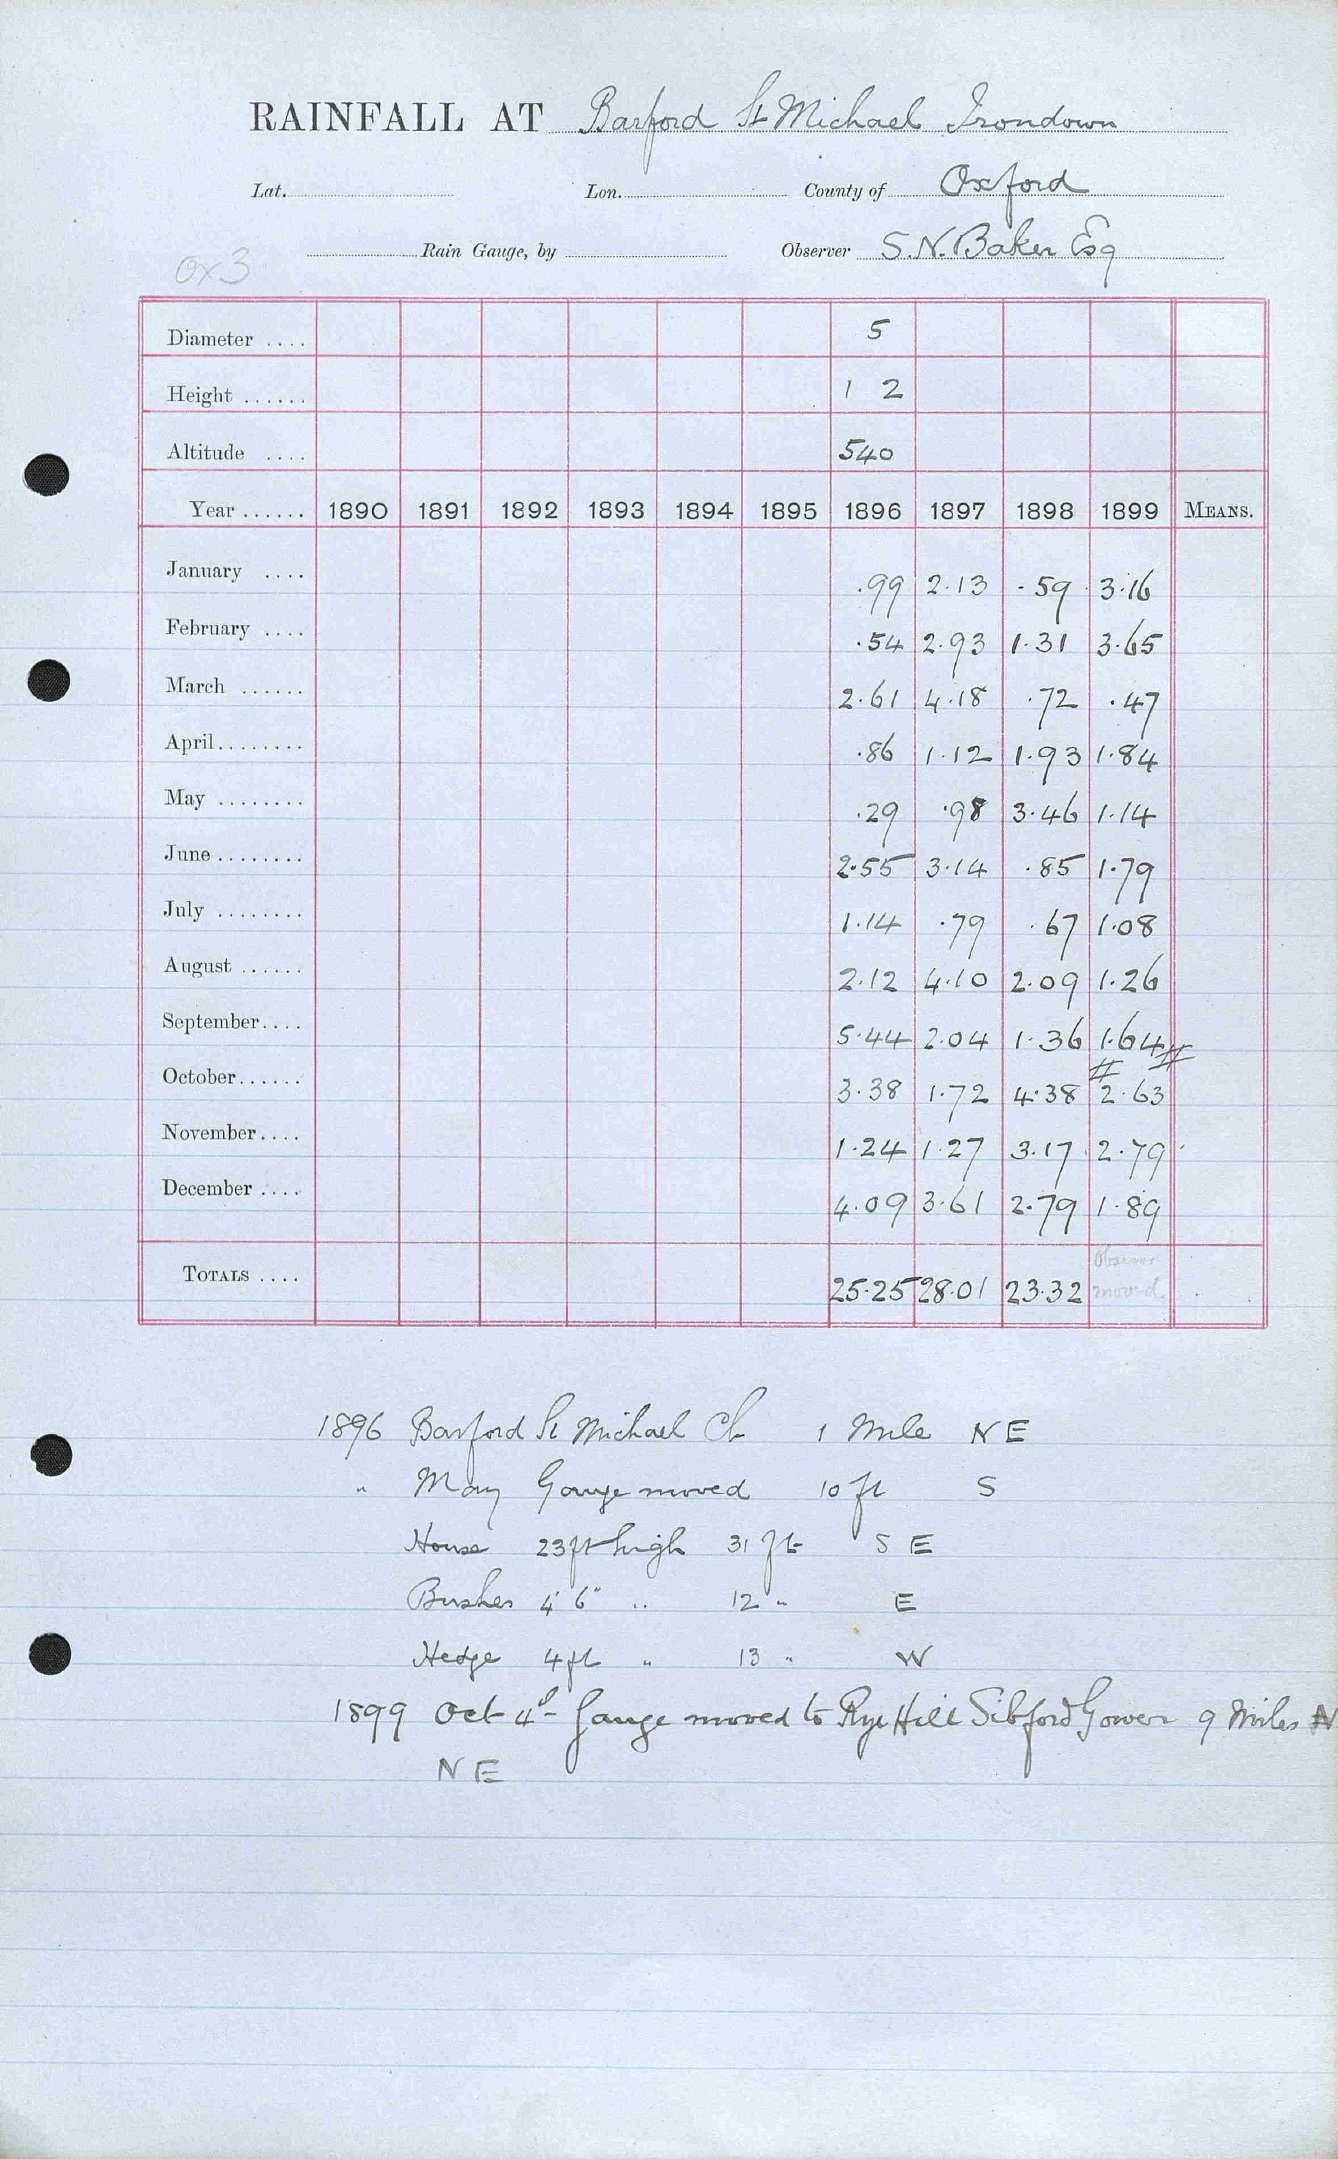 RAINFALL AT Barford St Michael Irondown
Lat. Lon. County of Oxford
Rain Gauge, by Observer S.N. Baker Esq
Ox3
Diameter .... 5
Height ...... 1 2
Altitude .... 540
Year ...... 1890 1891 1892 1893 1894 1895 1896 1897 1898 1899 MEANS.
January .... .99 2.13 .59 3.16
February .... .54 2.93 1.31 3.65
March ...... 2.61 4.18 .72 .47
April ........ .86 1.12 1.93 1.84
May ........ .29 .98 3.46 1.14
June ........ 2.55 3.14 .85 1.79
July ........ 1.14 .79 .67 1.08
August ...... 2.12 4.10 2.09 1.26
September.... 5.44 2.04 1.36 1.64 #
October...... 3.38 1.72 4.38 # 2.63
November.... 1.24 1.27 3.17 2.79
December .... 4.09 3.61 2.79 1.89
TOTALS .... 25.25 28.01 23.32 Observer moved
1896 Barford St Michael Ch 1 Mile NE
" May Gauge moved 10 ft S
House 23ft high 31 ft SE
Bushes 4' 6" " 12 " E
Hedge 4ft " 13 " W
1899 Oct 4th Gauge moved to Rye Hill Sibford Gower 9 Miles N
NE